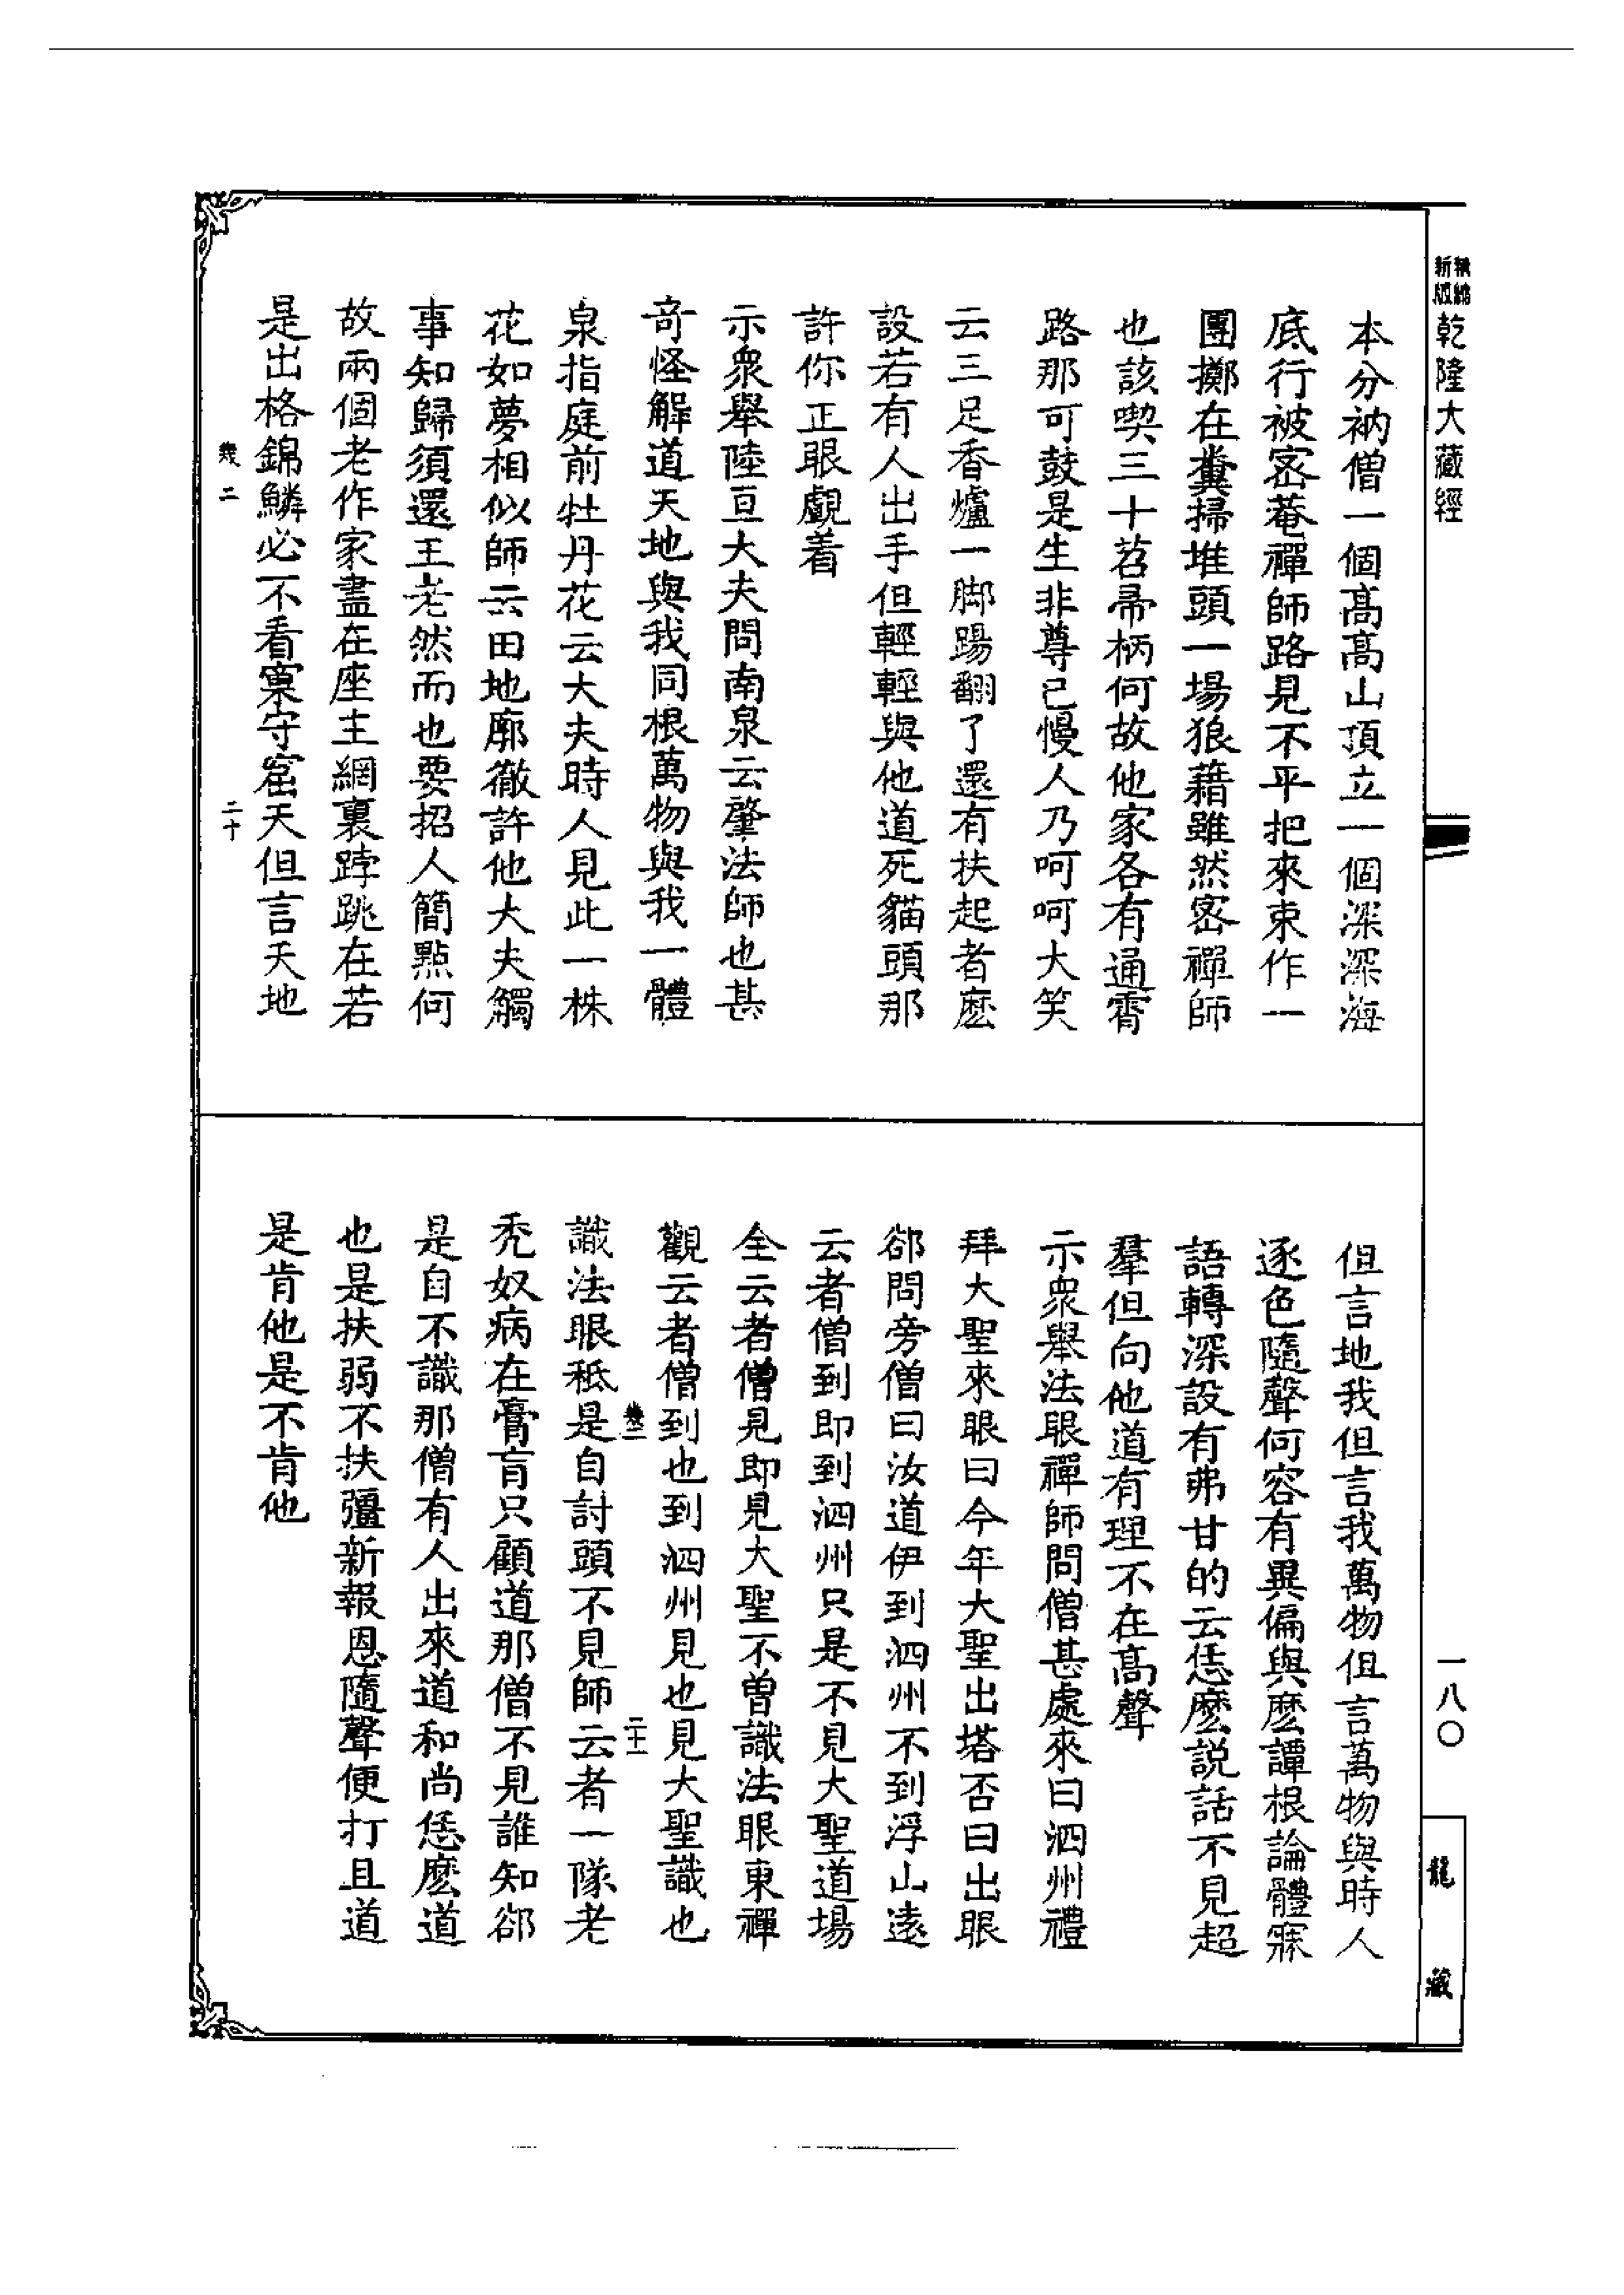 新版
乾隆大藏經
本分衲僧一個高高山頂立一個深深海
底行被密菴禪師路見不平把來束作一
團擲在糞掃堆頭一場狼藉雖然密禪師
也該喫三十苕帚柄何故他家各有通霄
路那可鼓是生非尊己慢人乃呵呵大笑
云三足香爐一脚踼翻了還有扶起者麽
設若有人出手但輕輕與他道死貓頭那
許你正眼覷着
示衆舉陸亘大夫問南泉云肇法師也甚
奇怪解道天地與我同根萬物與我一體
泉指庭前牡丹花云大夫時人見此一株
花如夢相似師云田地廓徹許他大夫觸
事知歸須還王老然而也要招人簡點何
故兩個老作家盡在座主網裏踍跳在若
是出格錦鱗必不看窠守窟天但言天地
幾二
二十
但言地我但言我萬物但言萬物與時人
逐色隨聲何容有異偏與麽譚根論體寐
語轉深設有弗甘的云恁麽説話不見超
羣但向他道有理不在高聲
示衆舉法眼禪師問僧甚處來曰泗州禮
拜大聖來眼曰今年大聖出塔否曰出眼
郤問旁僧曰汝道伊到泗州不到浮山遠
云者僧到即到泗州只是不見大聖道場
全云者僧見即見大聖不曾識法眼東禪
觀云者僧到也到泗州見也見大聖識也
幾二
二十一
識法眼秪是自討頭不見師云者一隊老
禿奴病在膏肓只顧道那僧不見誰知郤
是自不識那僧有人出來道和尚恁麽道
也是扶弱不扶彊新報恩隨聲便打且道
是肯他是不肯他
一八〇
龍藏